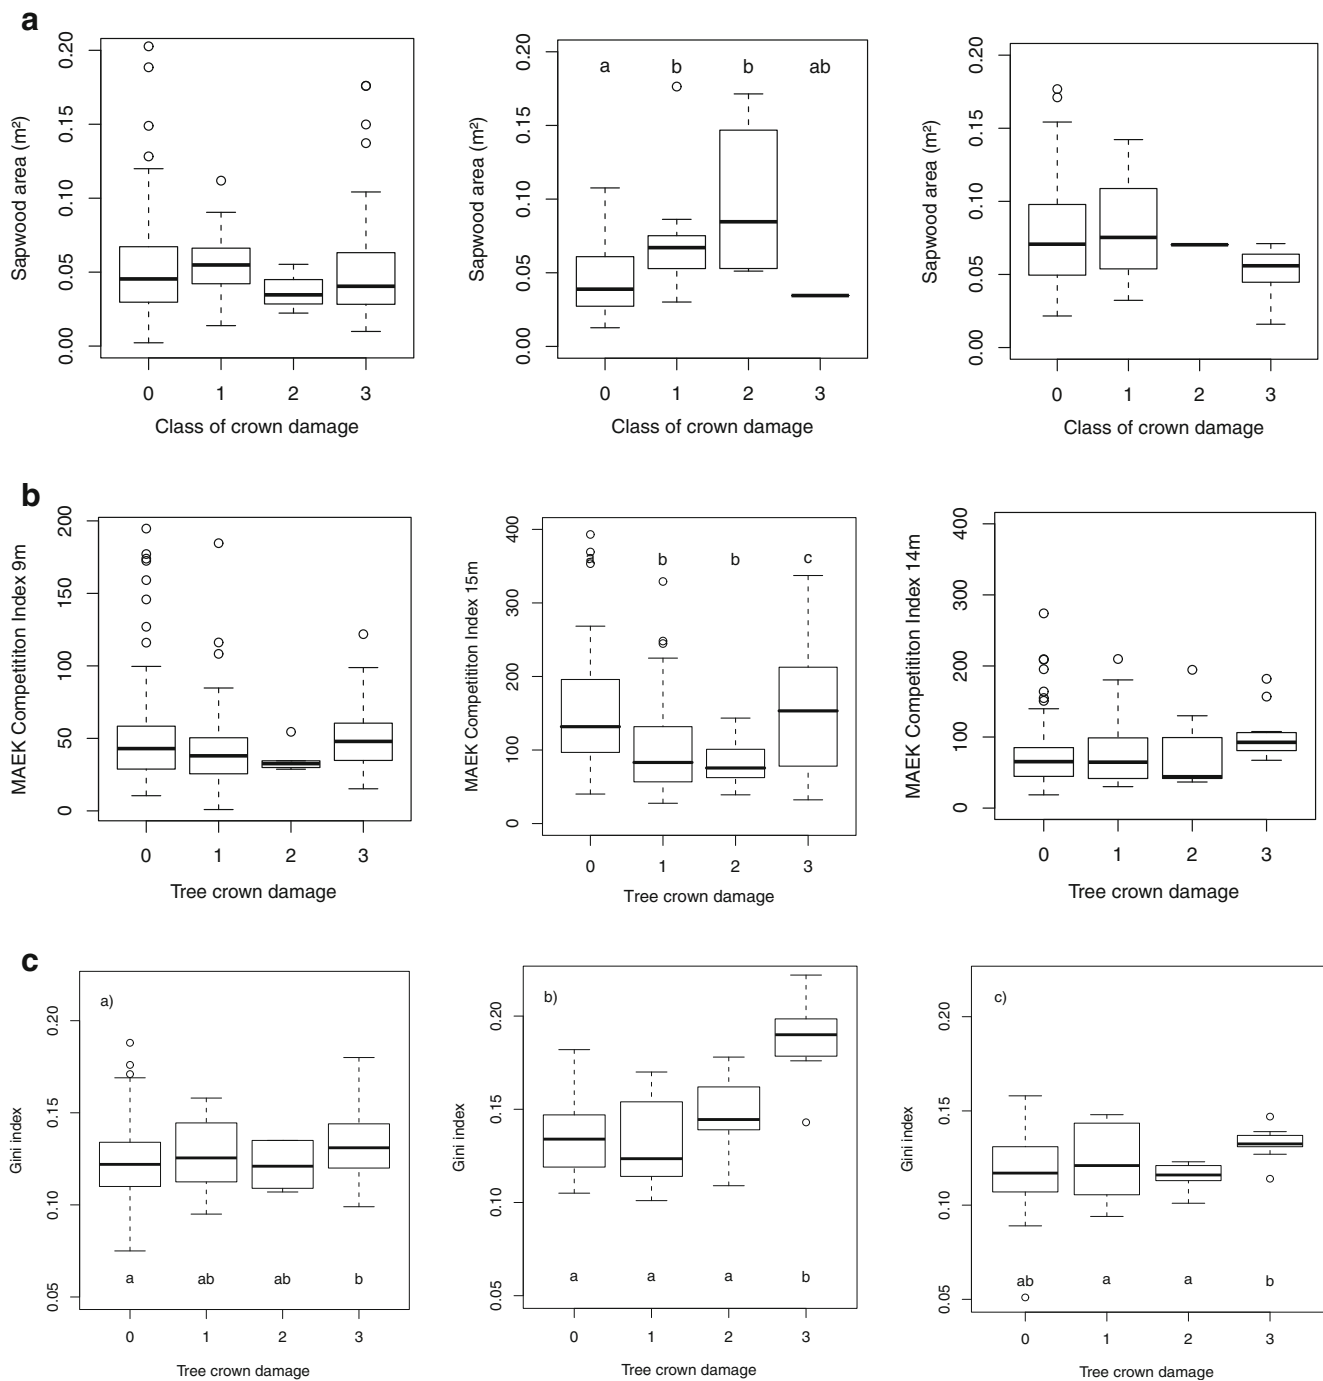 a
Sapwood area (m²)
0.00 0.05 0.10 0.15 0.20
0 1 2 3
Class of crown damage
Sapwood area (m²)
0.00 0.05 0.10 0.15 0.20
a b b ab
0 1 2 3
Class of crown damage
Sapwood area (m²)
0.00 0.05 0.10 0.15 0.20
0 1 2 3
Class of crown damage
b
MAEK Competititon Index 9m
0 50 100 150 200
0 1 2 3
Tree crown damage
MAEK Competititon Index 15m
0 100 200 300 400
a b b c
0 1 2 3
Tree crown damage
MAEK Competititon Index 14m
0 100 200 300 400
0 1 2 3
Tree crown damage
c
a)
Gini index
0.05 0.10 0.15 0.20
a ab ab b
0 1 2 3
Tree crown damage
b)
Gini index
0.05 0.10 0.15 0.20
a a a b
0 1 2 3
Tree crown damage
c)
Gini index
0.05 0.10 0.15 0.20
ab a a b
0 1 2 3
Tree crown damage